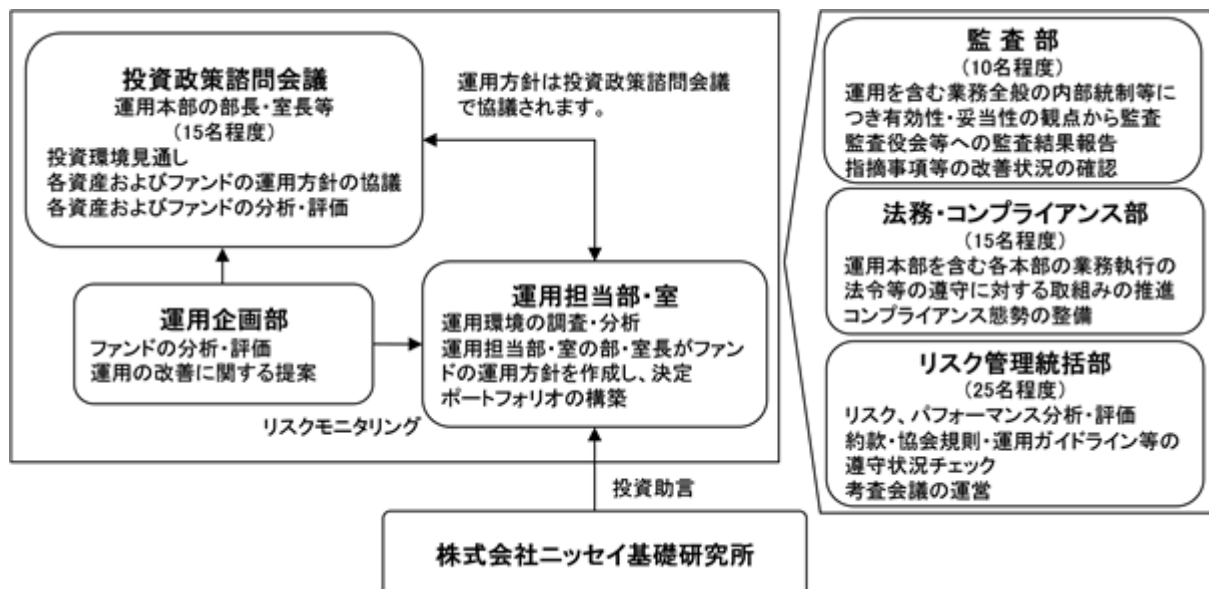 投資政策諮問会議
運用本部の部長・室長等
(15名程度)
投資環境見通し
各資産およびファンドの運用方針の協議
各資産およびファンドの分析・評価
運用方針は投資政策諮問会議
で協議されます。
運用企画部
ファンドの分析・評価
運用の改善に関する提案
リスクモニタリング
運用担当部・室
運用環境の調査・分析
運用担当部・室の部・室長がファン
ドの運用方針を作成し、決定
ポートフォリオの構築
投資助言
株式会社ニッセイ基礎研究所
監 査 部
(10名程度)
運用を含む業務全般の内部統制等に
つき有効性・妥当性の観点から監査
監査役会等への監査結果報告
指摘事項等の改善状況の確認
法務・コンプライアンス部
(15名程度)
運用本部を含む各本部の業務執行の
法令等の遵守に対する取組みの推進
コンプライアンス態勢の整備
リスク管理統括部
(25名程度)
リスク、パフォーマンス分析・評価
約款・協会規則・運用ガイドライン等の
遵守状況チェック
考査会議の運営